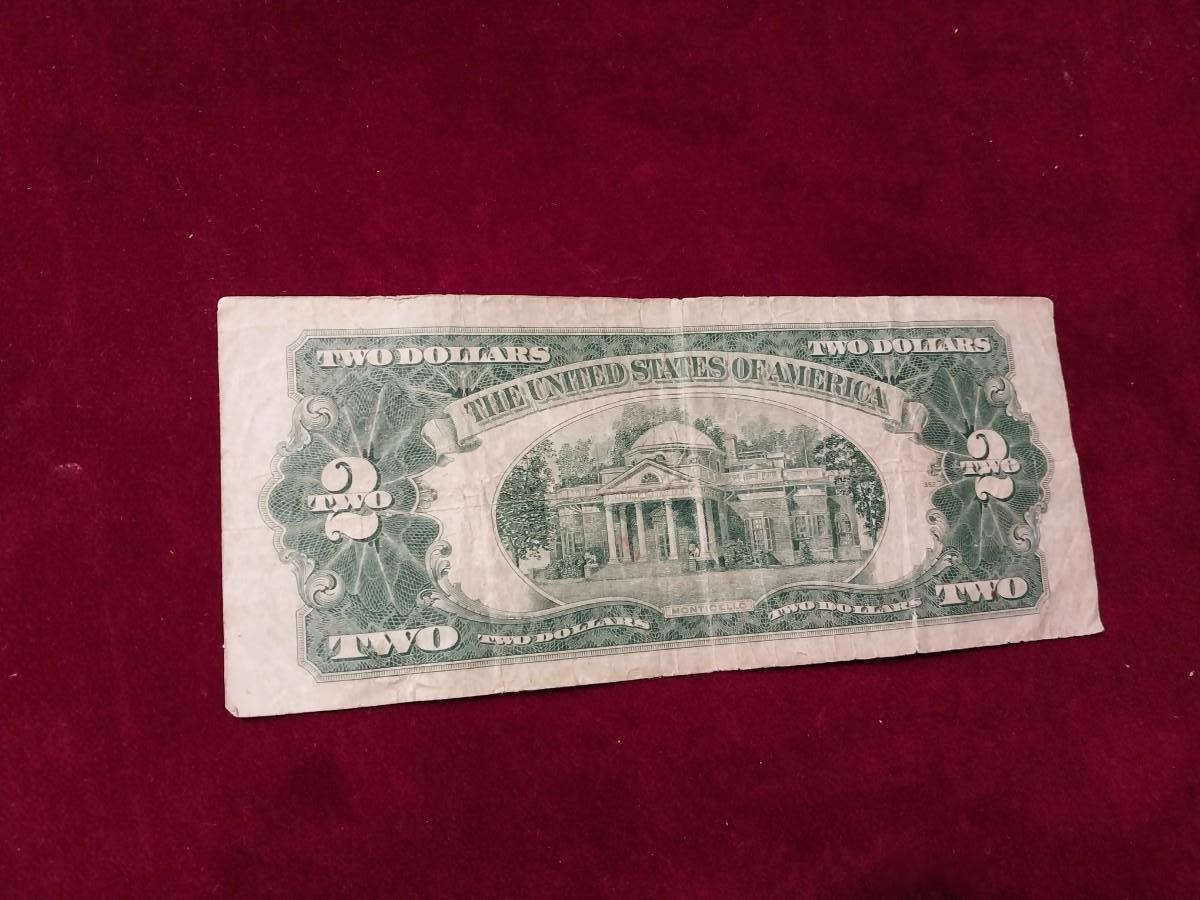 TWO DOLLARS TWO DOLLARS
THE UNITED STATES OF AMERICA
2 TWO
2 TWO
MONTICELLO
TWO TWO DOLLARS TWO DOLLARS TWO